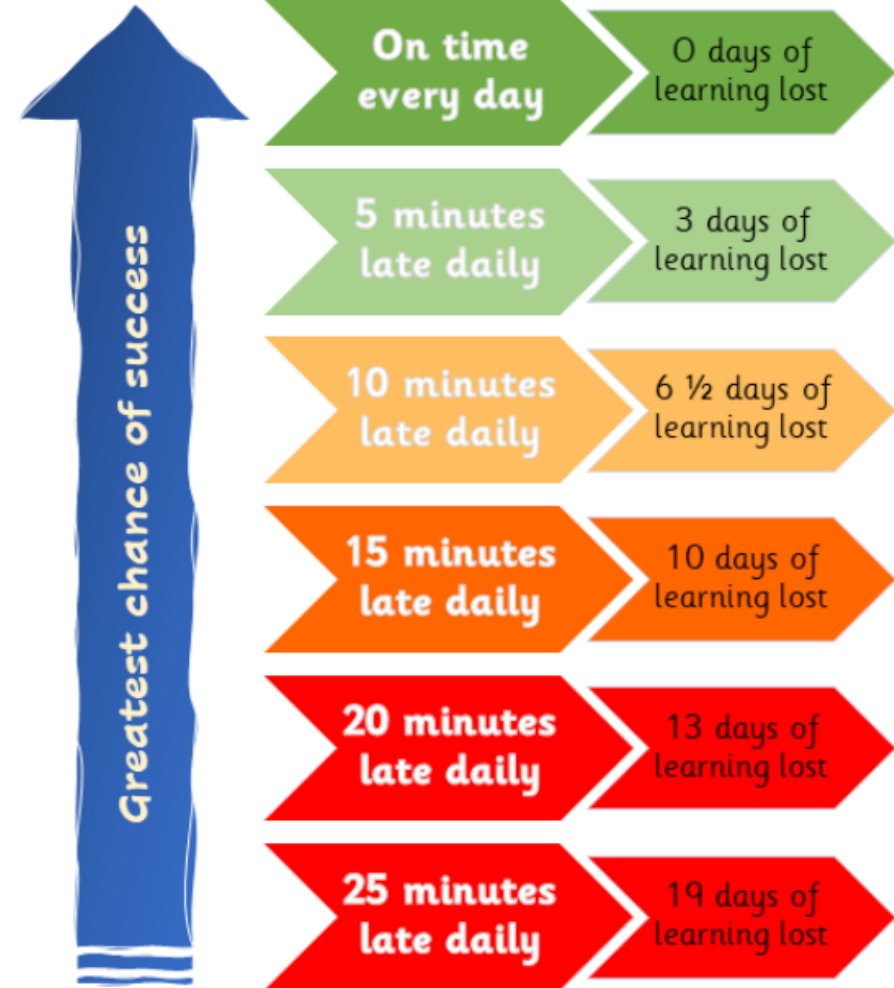 Greatest chance of success
On time
every day
0 days of
learning lost
5 minutes
late daily
3 days of
learning lost
10 minutes
late daily
6 ½ days of
learning lost
15 minutes
late daily
10 days of
learning lost
20 minutes
late daily
13 days of
learning lost
25 minutes
late daily
19 days of
learning lost